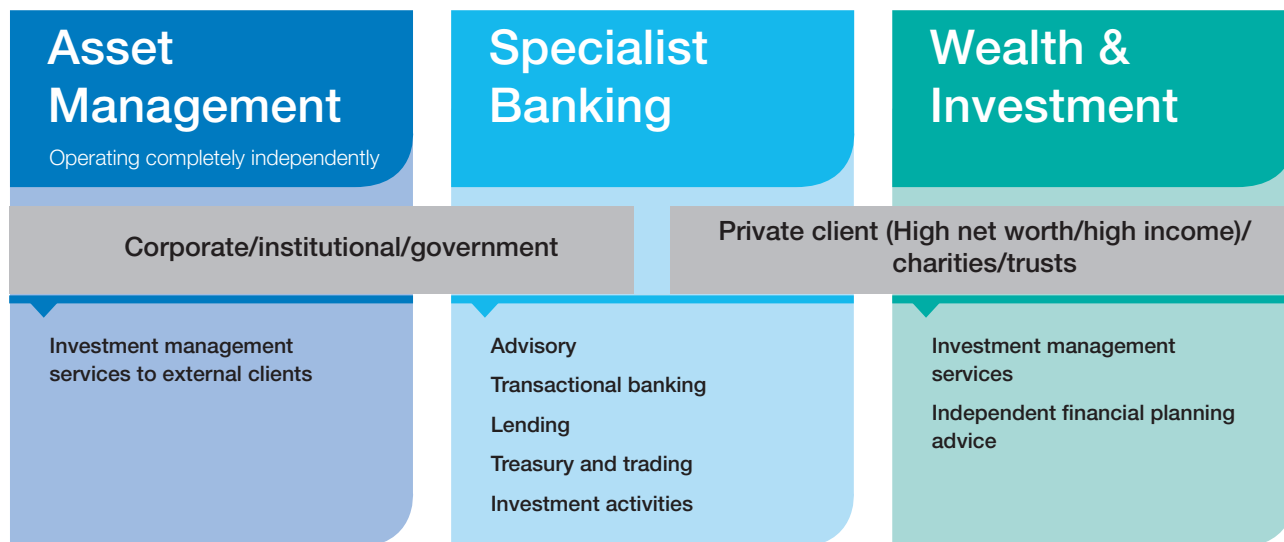 Asset
Management
Operating completely independently
Specialist
Banking
Wealth &
Investment
Corporate/institutional/government
Private client (High net worth/high income)/
charities/trusts
Investment management
services to external clients
Advisory
Transactional banking
Lending
Treasury and trading
Investment activities
Investment management
services
Independent financial planning
advice